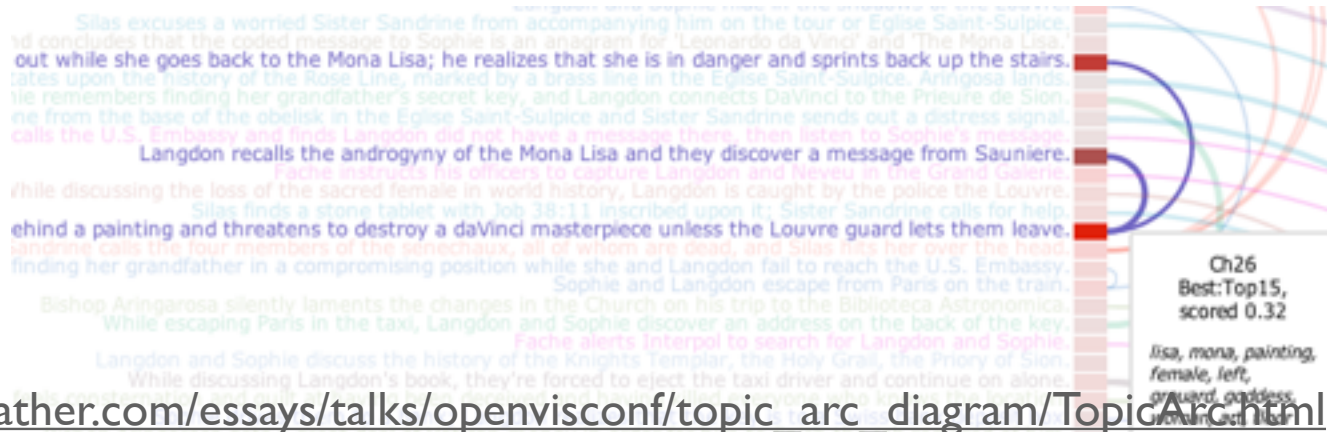 Silas excuses a worried Sister Sandrine from accompanying him on the tour or Eglise Saint-Sulpice.
nd concludes that the coded message to Sophie is an anagram for 'Leonardo da Vinci' and 'The Mona Lisa.'
out while she goes back to the Mona Lisa; he realizes that she is in danger and sprints back up the stairs.
ates upon the history of the Rose Line, marked by a brass line in the Eglise Saint-Sulpice. Aringosa lands.
ie remembers finding her grandfather's secret key, and Langdon connects DaVinci to the Prieure de Sion.
ne from the base of the obelisk in the Eglise Saint-Sulpice and Sister Sandrine sends out a distress signal.
calls the U.S. Embassy and finds Langdon did not have a message there, then listen to Sophie's message.
Langdon recalls the androgyny of the Mona Lisa and they discover a message from Sauniere.
Fache instructs his officers to capture Langdon and Neveu in the Grand Galerie.
While discussing the loss of the sacred female in world history, Langdon is caught by the police the Louvre.
Silas finds a stone tablet with Job 38:11 inscribed upon it; Sister Sandrine calls for help.
ehind a painting and threatens to destroy a daVinci masterpiece unless the Louvre guard lets them leave.
andrine calls the four members of the senechaux, all of whom are dead, and Silas hits her over the head.
finding her grandfather in a compromising position while she and Langdon fail to reach the U.S. Embassy.
Sophie and Langdon escape from Paris on the train.
Bishop Aringarosa silently laments the changes in the Church on his trip to the Biblioteca Astronomica.
While escaping Paris in the taxi, Langdon and Sophie discover an address on the back of the key.
Fache alerts Interpol to search for Langdon and Sophie.
Langdon and Sophie discuss the history of the Knights Templar, the Holy Grail, the Priory of Sion.
While discussing Langdon's book, they're forced to eject the taxi driver and continue on alone.
ather.com/essays/talks/openvisconf/topic_arc_diagram/TopicArc.html
Ch26
Best:Top15,
scored 0.32
lisa, mona, painting,
female, left,
goddess,